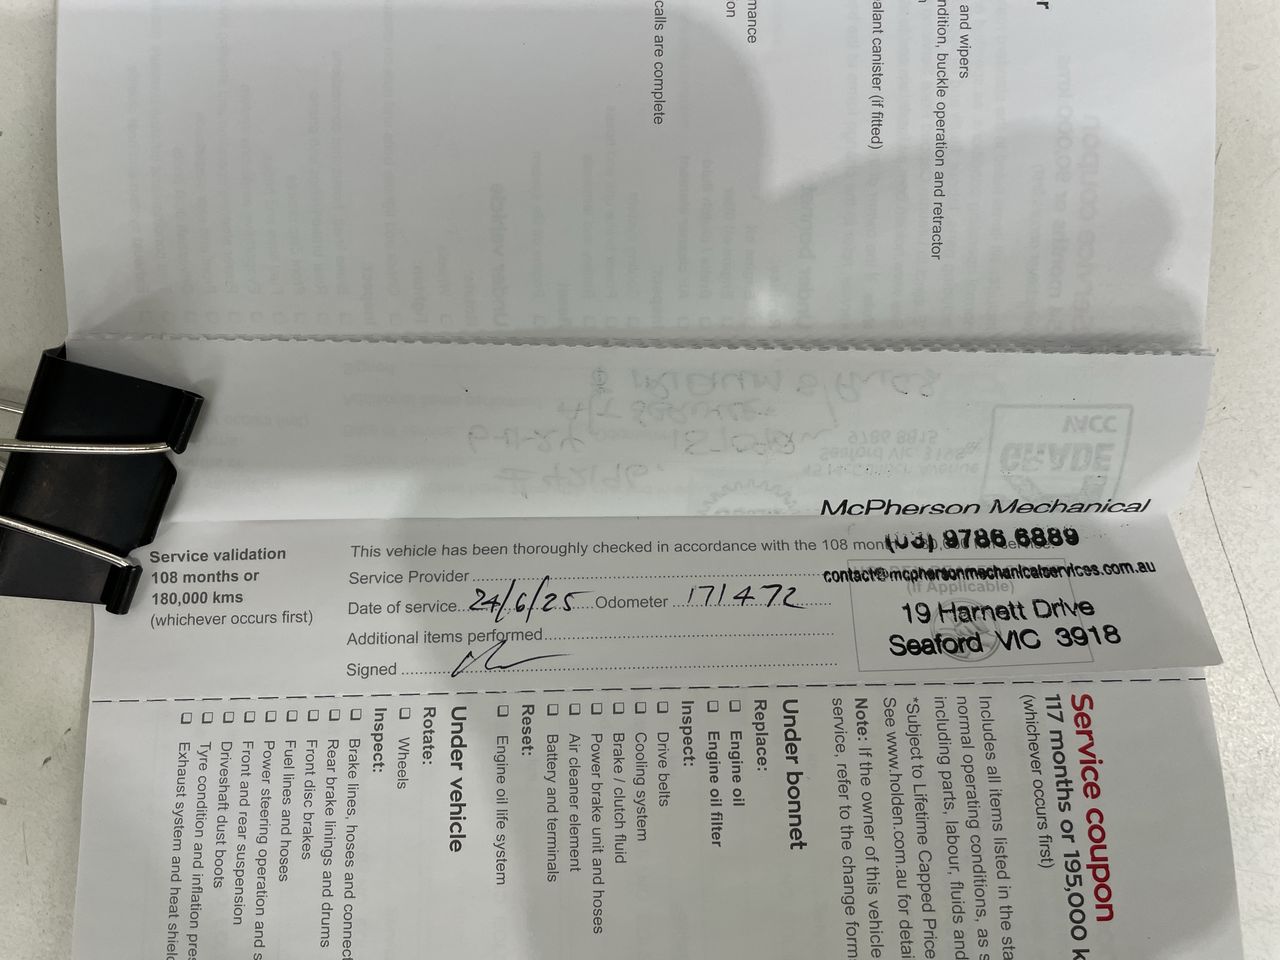 calls are complete
mance
on
alant canister (if fitted)
ndition, buckle operation and retractor
and wipers
r
McPherson Mechanical
(03) 9786 6889
contact@mcphersonmechanicalservices.com.au
(If Applicable)
19 Harnett Drive
Seaford VIC 3918
Service validation
108 months or
180,000 kms
(whichever occurs first)
This vehicle has been thoroughly checked in accordance with the 108 mon
Service Provider
Date of service 24/6/25 Odometer 171472
Additional items performed
Signed
Service coupon
117 months or 195,000 k
(whichever occurs first)
Includes all items listed in the sta
normal operating conditions, as s
including parts, labour, fluids and
*Subject to Lifetime Capped Price
See www.holden.com.au for detai
Note: If the owner of this vehicle
service, refer to the change form
Under bonnet
Replace:
Engine oil
Engine oil filter
Inspect:
Drive belts
Cooling system
Brake / clutch fluid
Power brake unit and hoses
Air cleaner element
Battery and terminals
Reset:
Engine oil life system
Under vehicle
Rotate:
Wheels
Inspect:
Brake lines, hoses and connect
Rear brake linings and drums
Front disc brakes
Fuel lines and hoses
Power steering operation and s
Front and rear suspension
Driveshaft dust boots
Tyre condition and inflation pres
Exhaust system and heat shield